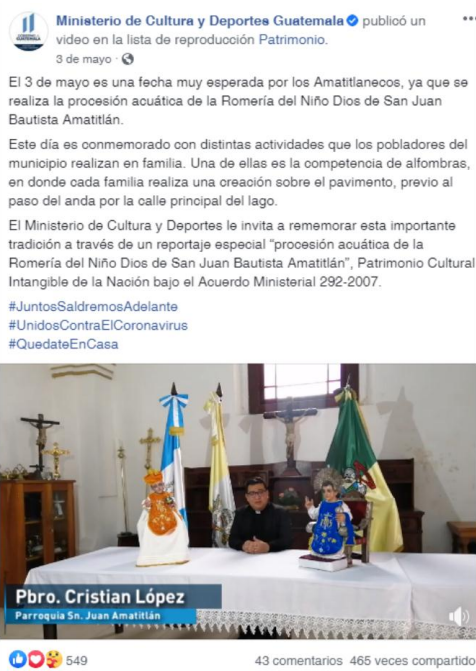 Ministerio de Cultura y Deportes Guatemala publicó un
video en la lista de reproducción Patrimonio.
3 de mayo ·
El 3 de mayo es una fecha muy esperada por los Amatitlanecos, ya que se
realiza la procesión acuática de la Romería del Niño Dios de San Juan
Bautista Amatitlán.
Este día es conmemorado con distintas actividades que los pobladores del
municipio realizan en familia. Una de ellas es la competencia de alfombras,
en donde cada familia realiza una creación sobre el pavimento, previo al
paso del anda por la calle principal del lago.
El Ministerio de Cultura y Deportes le invita a rememorar esta importante
tradición a través de un reportaje especial “procesión acuática de la
Romería del Niño Dios de San Juan Bautista Amatitlán”, Patrimonio Cultural
Intangible de la Nación bajo el Acuerdo Ministerial 292-2007.
#JuntosSaldremosAdelante
#UnidosContraElCoronavirus
#QuedateEnCasa
Pbro. Cristian López
Parroquia Sn. Juan Amatitlán
549
43 comentarios 465 veces compartido